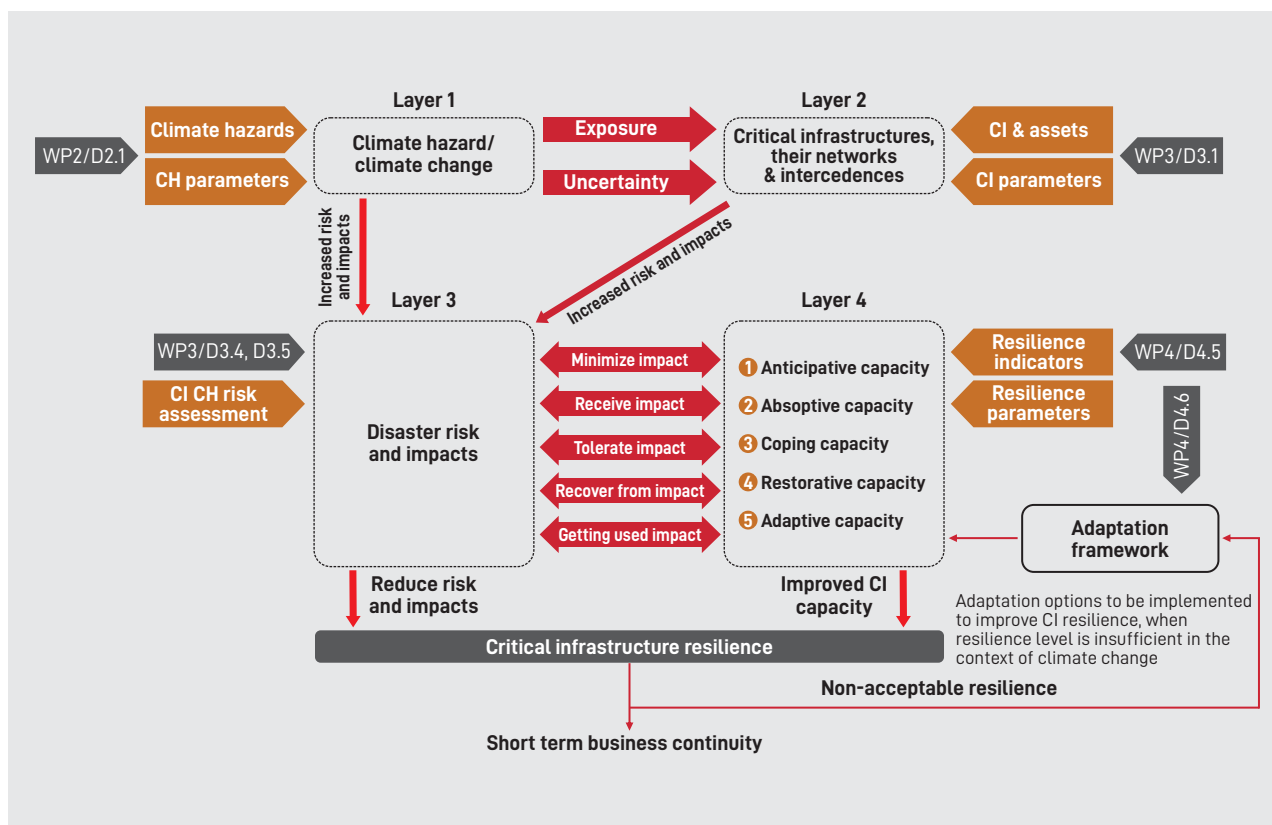 Layer 1
Layer 2
Climate hazards
CH parameters
WP2/D2.1
Climate hazard/
climate change
Exposure
Uncertainty
Critical infrastructures,
their networks
& intercedences
CI & assets
CI parameters
WP3/D3.1
Increased risk
and impacts
Increased risk and impacts
Layer 3
Layer 4
WP3/D3.4, D3.5
CI CH risk
assessment
Disaster risk
and impacts
Minimize impact
Receive impact
Tolerate impact
Recover from impact
Getting used impact
1 Anticipative capacity
2 Absoptive capacity
3 Coping capacity
4 Restorative capacity
5 Adaptive capacity
Resilience
indicators
Resilience
parameters
WP4/D4.5
WP4/D4.6
Adaptation
framework
Reduce risk
and impacts
Improved CI
capacity
Adaptation options to be implemented
to improve CI resilience, when
resilience level is insufficient in the
context of climate change
Critical infrastructure resilience
Non-acceptable resilience
Short term business continuity